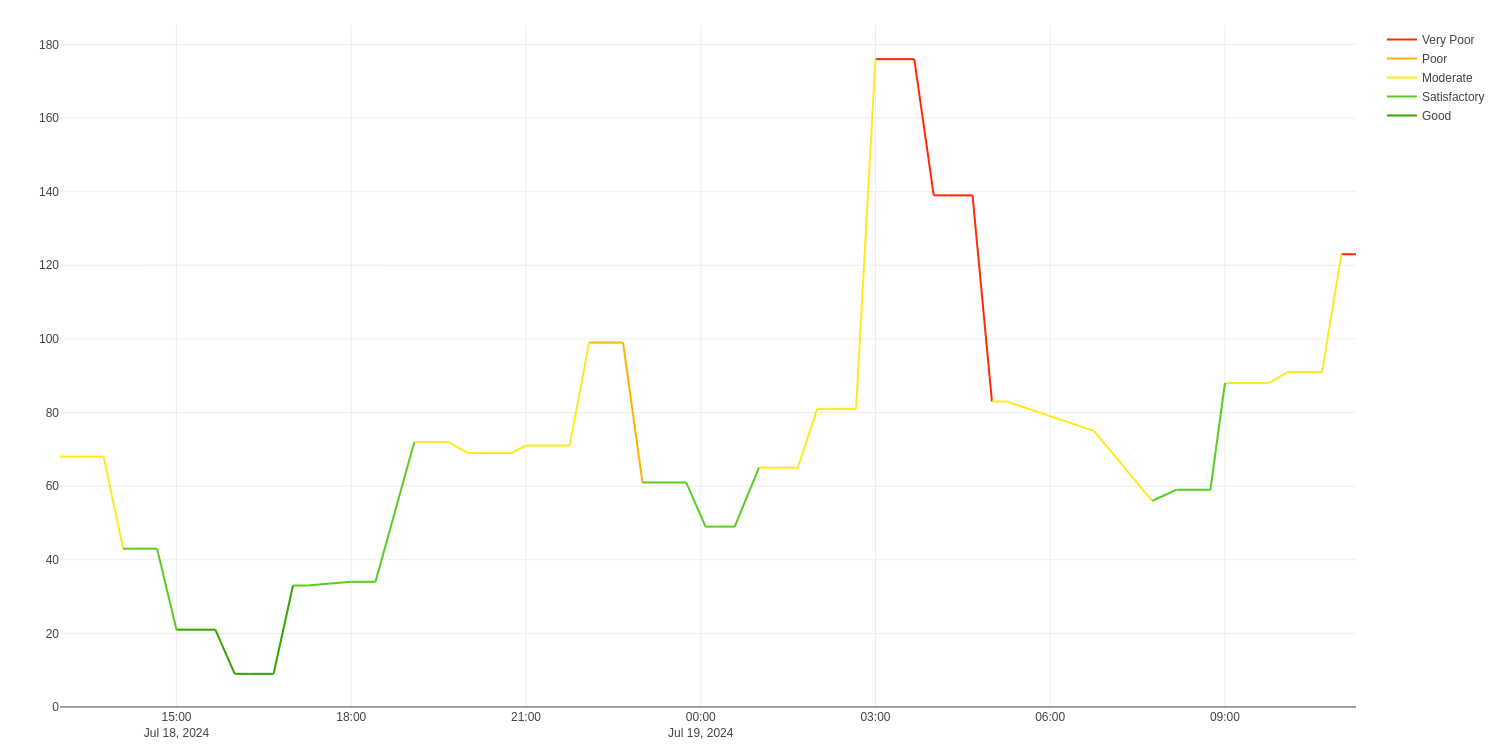 180
160
140
120
100
80
60
40
20
0
15:00
Jul 18, 2024
18:00
21:00
00:00
Jul 19, 2024
03:00
06:00
09:00
Very Poor
Poor
Moderate
Satisfactory
Good